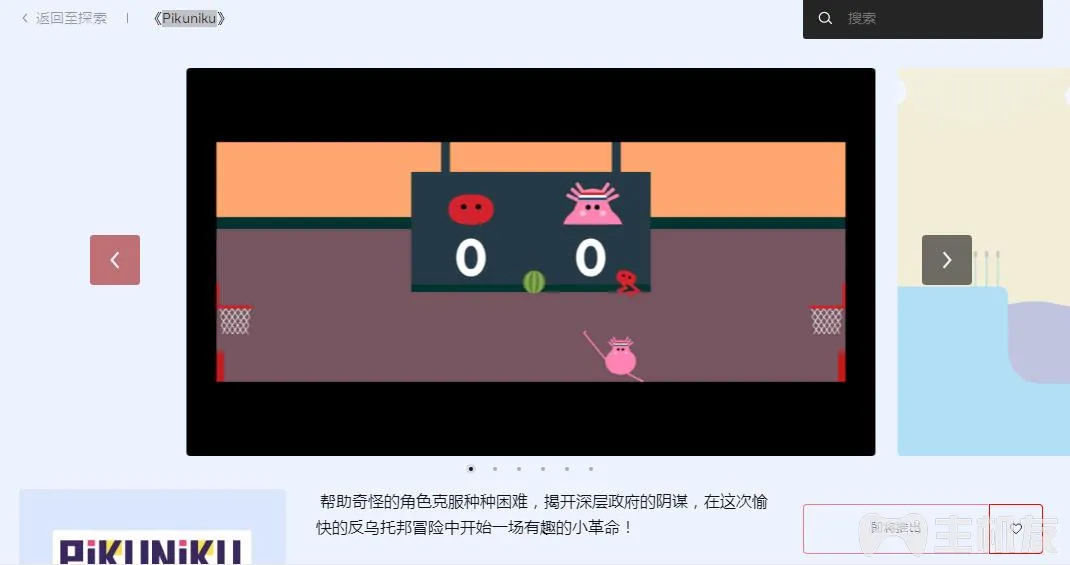 返回至探索
《Pikuniku》
搜索
0 0
帮助奇怪的角色克服种种困难，揭开深层政府的阴谋，在这次愉
快的反乌托邦冒险中开始一场有趣的小革命！
PiKUNiKU
即将推出
主机友